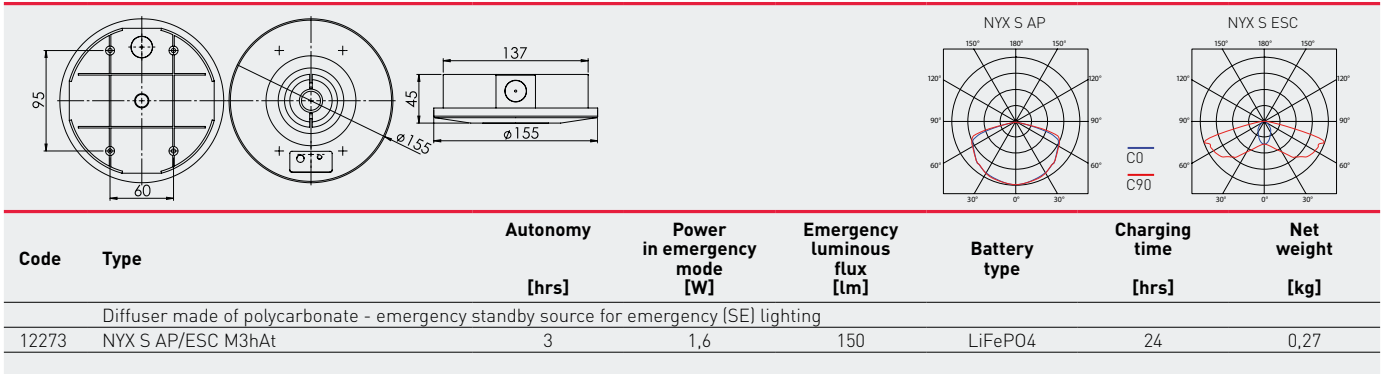 NYX S AP
NYX S ESC
150° 180° 150°
150° 180° 150°
137
120° 120°
120° 120°
95
45
90° 90°
90° 90°
ø155
ø155
C0
60° 60°
60° 60°
C90
60
30° 0° 30°
30° 0° 30°
Autonomy Power Emergency Charging Net
in emergency luminous Battery time weight
Code Type mode flux type
[hrs] [W] [lm] [hrs] [kg]
Diffuser made of polycarbonate - emergency standby source for emergency (SE) lighting
12273 NYX S AP/ESC M3hAt 3 1,6 150 LiFePO4 24 0,27